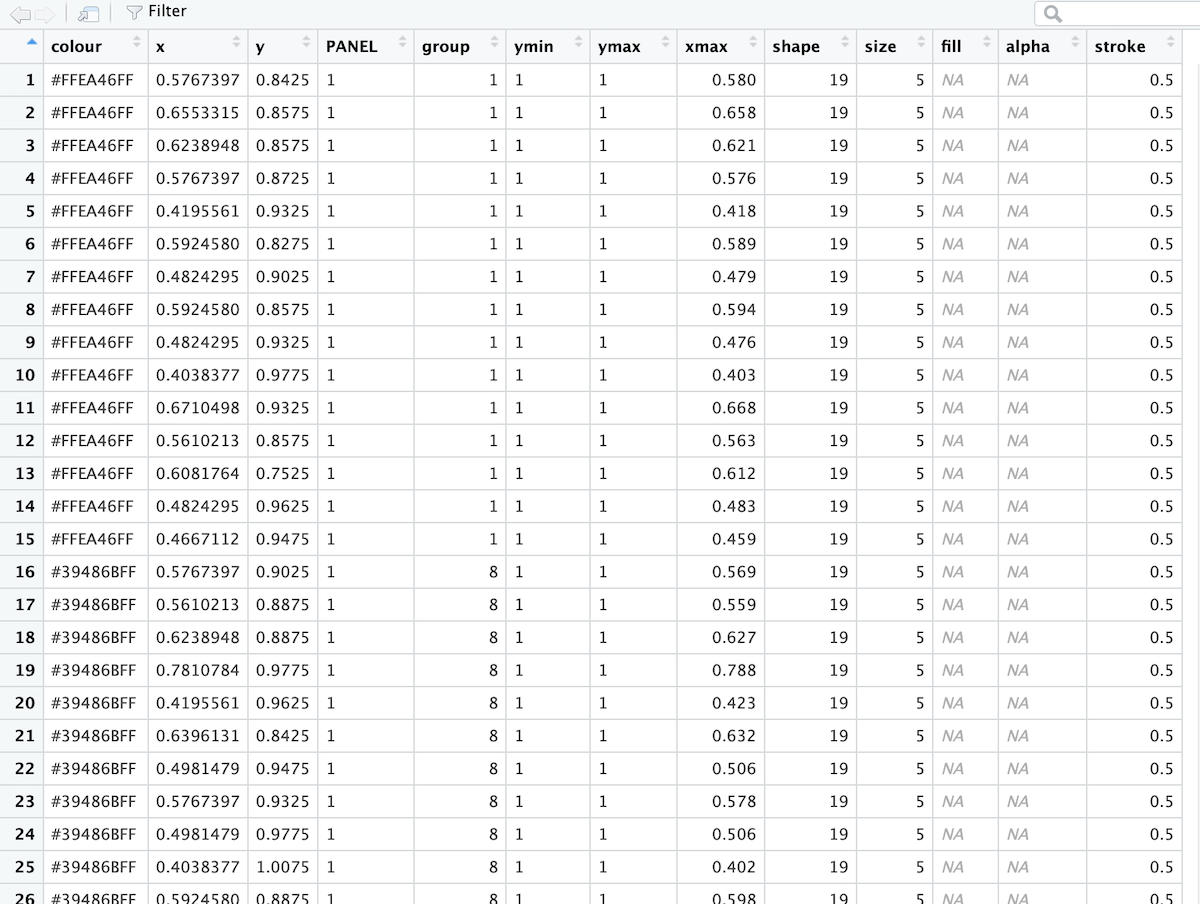 Filter
colour x y PANEL group ymin ymax xmax shape size fill alpha stroke
1 #FFEA46FF 0.5767397 0.8425 1 1 1 1 0.580 19 5 NA NA 0.5
2 #FFEA46FF 0.6553315 0.8575 1 1 1 1 0.658 19 5 NA NA 0.5
3 #FFEA46FF 0.6238948 0.8575 1 1 1 1 0.621 19 5 NA NA 0.5
4 #FFEA46FF 0.5767397 0.8725 1 1 1 1 0.576 19 5 NA NA 0.5
5 #FFEA46FF 0.4195561 0.9325 1 1 1 1 0.418 19 5 NA NA 0.5
6 #FFEA46FF 0.5924580 0.8275 1 1 1 1 0.589 19 5 NA NA 0.5
7 #FFEA46FF 0.4824295 0.9025 1 1 1 1 0.479 19 5 NA NA 0.5
8 #FFEA46FF 0.5924580 0.8575 1 1 1 1 0.594 19 5 NA NA 0.5
9 #FFEA46FF 0.4824295 0.9325 1 1 1 1 0.476 19 5 NA NA 0.5
10 #FFEA46FF 0.4038377 0.9775 1 1 1 1 0.403 19 5 NA NA 0.5
11 #FFEA46FF 0.6710498 0.9325 1 1 1 1 0.668 19 5 NA NA 0.5
12 #FFEA46FF 0.5610213 0.8575 1 1 1 1 0.563 19 5 NA NA 0.5
13 #FFEA46FF 0.6081764 0.7525 1 1 1 1 0.612 19 5 NA NA 0.5
14 #FFEA46FF 0.4824295 0.9625 1 1 1 1 0.483 19 5 NA NA 0.5
15 #FFEA46FF 0.4667112 0.9475 1 1 1 1 0.459 19 5 NA NA 0.5
16 #39486BFF 0.5767397 0.9025 1 8 1 1 0.569 19 5 NA NA 0.5
17 #39486BFF 0.5610213 0.8875 1 8 1 1 0.559 19 5 NA NA 0.5
18 #39486BFF 0.6238948 0.8875 1 8 1 1 0.627 19 5 NA NA 0.5
19 #39486BFF 0.7810784 0.9775 1 8 1 1 0.788 19 5 NA NA 0.5
20 #39486BFF 0.4195561 0.9625 1 8 1 1 0.423 19 5 NA NA 0.5
21 #39486BFF 0.6396131 0.8425 1 8 1 1 0.632 19 5 NA NA 0.5
22 #39486BFF 0.4981479 0.9475 1 8 1 1 0.506 19 5 NA NA 0.5
23 #39486BFF 0.5767397 0.9325 1 8 1 1 0.578 19 5 NA NA 0.5
24 #39486BFF 0.4981479 0.9775 1 8 1 1 0.506 19 5 NA NA 0.5
25 #39486BFF 0.4038377 1.0075 1 8 1 1 0.402 19 5 NA NA 0.5
26 #39486BFF 0.5924580 0.8875 1 8 1 1 0.598 19 5 NA NA 0.5